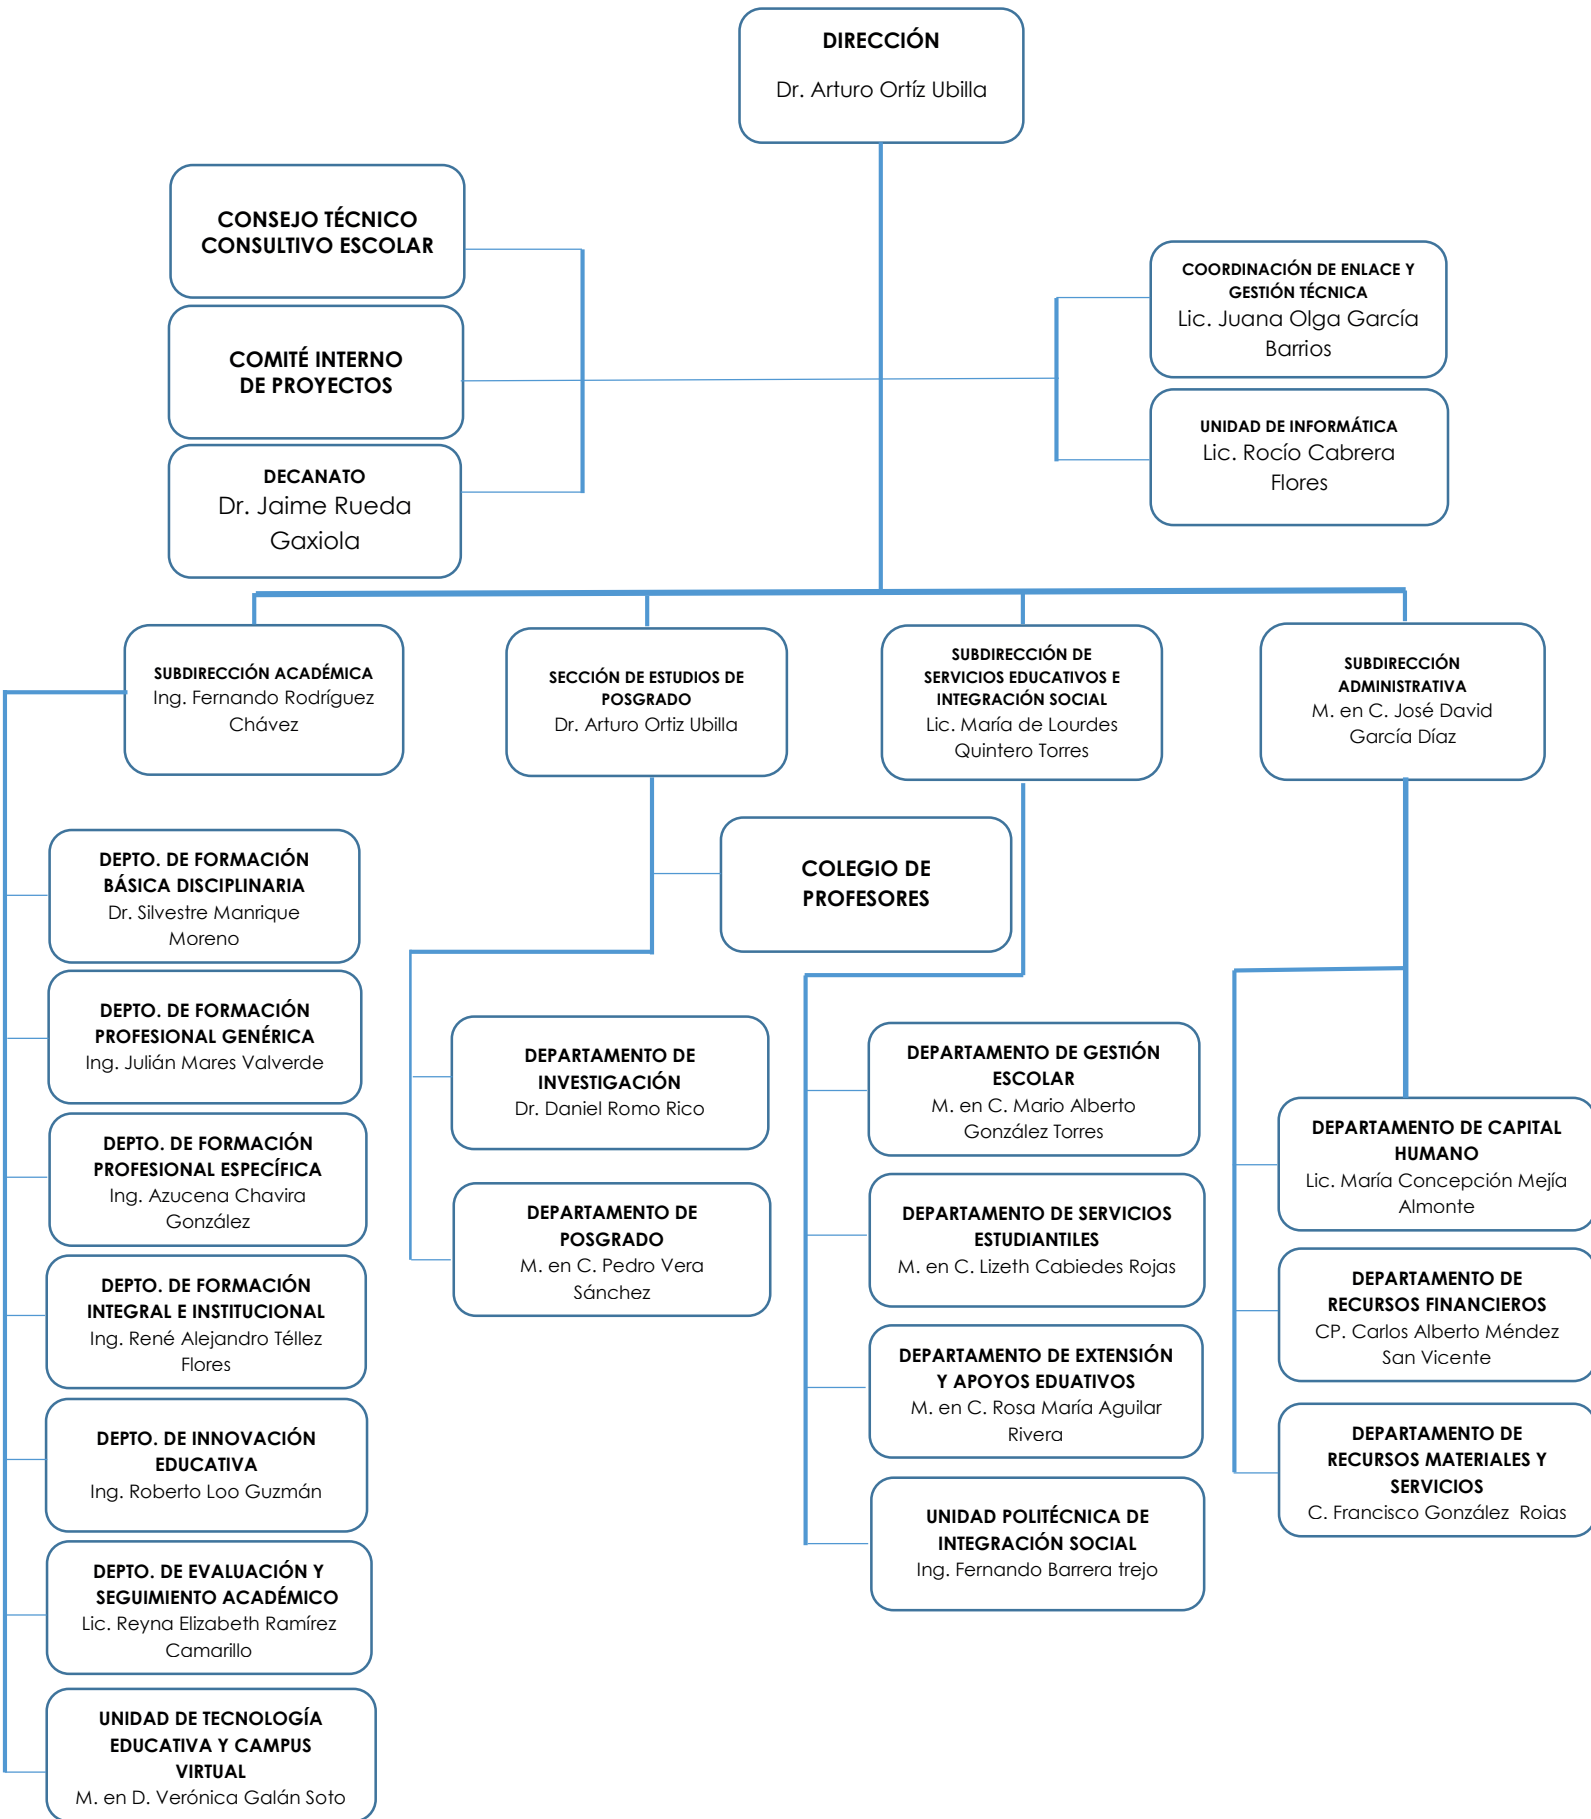 DIRECCIÓN
Dr. Arturo Ortíz Ubilla
CONSEJO TÉCNICO
CONSULTIVO ESCOLAR
COMITÉ INTERNO
DE PROYECTOS
DECANATO
Dr. Jaime Rueda
Gaxiola
COORDINACIÓN DE ENLACE Y
GESTIÓN TÉCNICA
Lic. Juana Olga García
Barrios
UNIDAD DE INFORMÁTICA
Lic. Rocío Cabrera
Flores
SUBDIRECCIÓN ACADÉMICA
Ing. Fernando Rodríguez
Chávez
SECCIÓN DE ESTUDIOS DE
POSGRADO
Dr. Arturo Ortiz Ubilla
SUBDIRECCIÓN DE
SERVICIOS EDUCATIVOS E
INTEGRACIÓN SOCIAL
Lic. María de Lourdes
Quintero Torres
SUBDIRECCIÓN
ADMINISTRATIVA
M. en C. José David
García Díaz
DEPTO. DE FORMACIÓN
BÁSICA DISCIPLINARIA
Dr. Silvestre Manrique
Moreno
DEPTO. DE FORMACIÓN
PROFESIONAL GENÉRICA
Ing. Julián Mares Valverde
DEPTO. DE FORMACIÓN
PROFESIONAL ESPECÍFICA
Ing. Azucena Chavira
González
DEPTO. DE FORMACIÓN
INTEGRAL E INSTITUCIONAL
Ing. René Alejandro Téllez
Flores
DEPTO. DE INNOVACIÓN
EDUCATIVA
Ing. Roberto Loo Guzmán
DEPTO. DE EVALUACIÓN Y
SEGUIMIENTO ACADÉMICO
Lic. Reyna Elizabeth Ramírez
Camarillo
UNIDAD DE TECNOLOGÍA
EDUCATIVA Y CAMPUS
VIRTUAL
M. en D. Verónica Galán Soto
COLEGIO DE
PROFESORES
DEPARTAMENTO DE
INVESTIGACIÓN
Dr. Daniel Romo Rico
DEPARTAMENTO DE
POSGRADO
M. en C. Pedro Vera
Sánchez
DEPARTAMENTO DE GESTIÓN
ESCOLAR
M. en C. Mario Alberto
González Torres
DEPARTAMENTO DE SERVICIOS
ESTUDIANTILES
M. en C. Lizeth Cabiedes Rojas
DEPARTAMENTO DE EXTENSIÓN
Y APOYOS EDUATIVOS
M. en C. Rosa María Aguilar
Rivera
UNIDAD POLITÉCNICA DE
INTEGRACIÓN SOCIAL
Ing. Fernando Barrera trejo
DEPARTAMENTO DE CAPITAL
HUMANO
Lic. María Concepción Mejía
Almonte
DEPARTAMENTO DE
RECURSOS FINANCIEROS
CP. Carlos Alberto Méndez
San Vicente
DEPARTAMENTO DE
RECURSOS MATERIALES Y
SERVICIOS
C. Francisco González Rojas